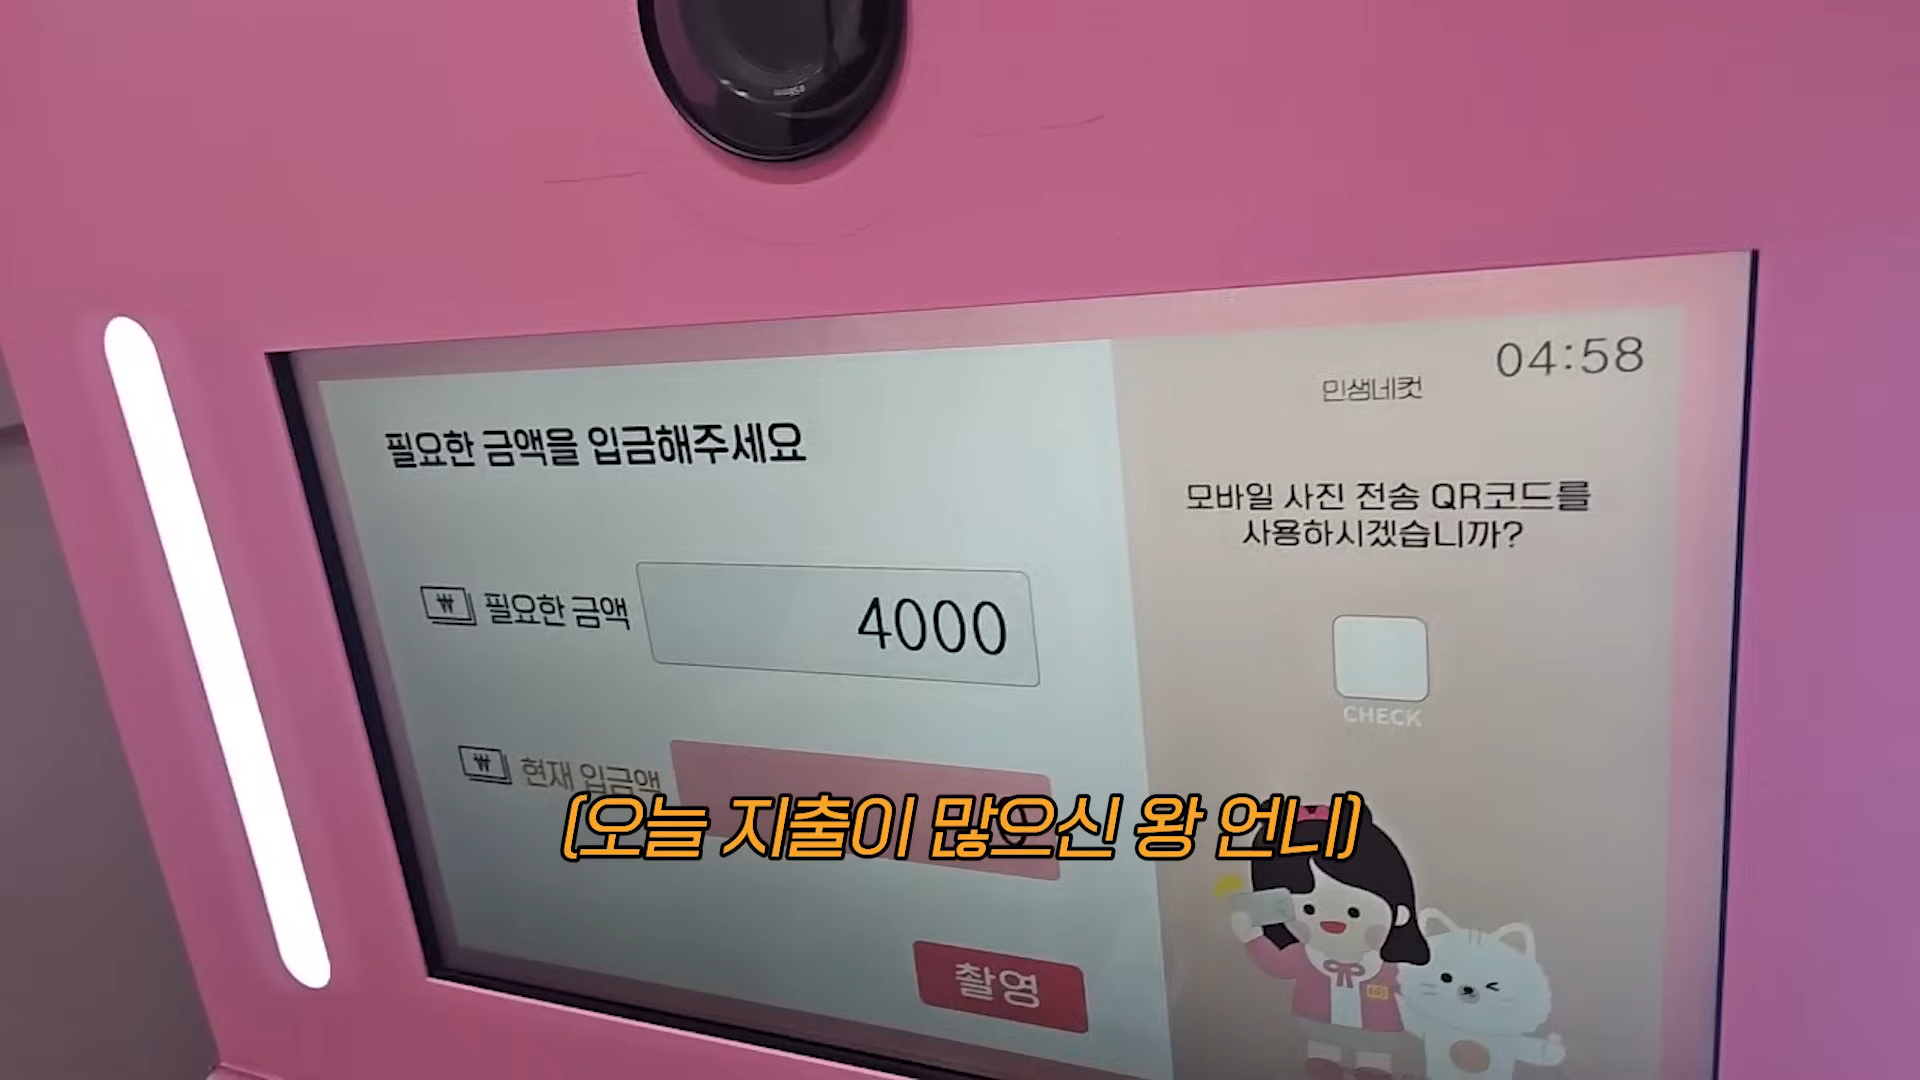 04:58
민생네컷
필요한 금액을 입금해주세요
모바일 사진 전송 QR코드를
사용하시겠습니까?
₩ 필요한 금액 4000
CHECK
₩ 현재 입금액
(오늘 지출이 많으신 왕 언니)
촬영